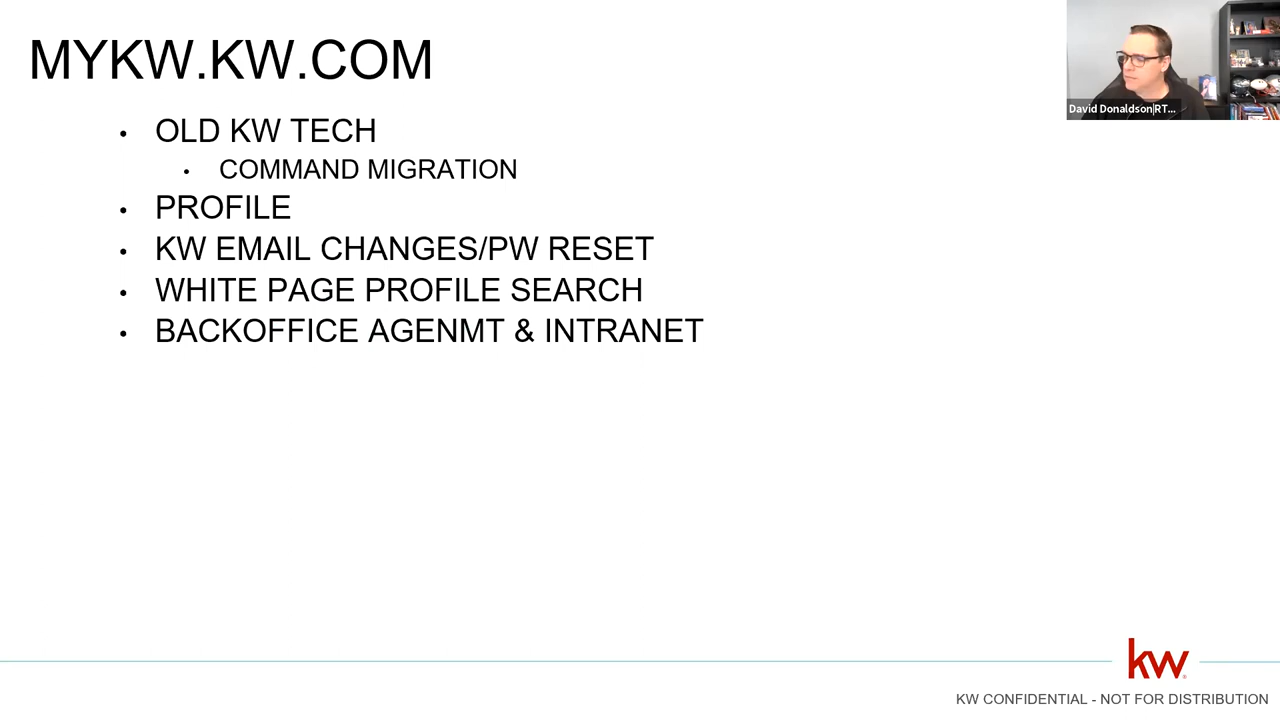 MYKW.KW.COM
David Donaldson|RT...
• OLD KW TECH
• COMMAND MIGRATION
• PROFILE
• KW EMAIL CHANGES/PW RESET
• WHITE PAGE PROFILE SEARCH
• BACKOFFICE AGENMT & INTRANET
kw
KW CONFIDENTIAL - NOT FOR DISTRIBUTION